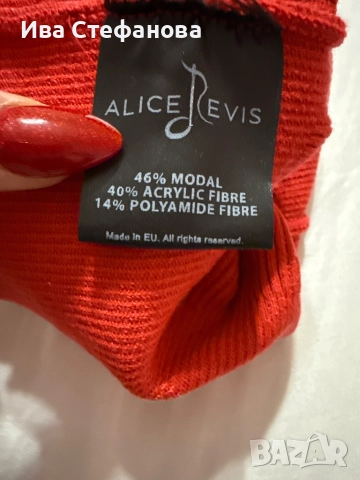 Ива Стефанова
ALICE REVIS
46% MODAL
40% ACRYLIC FIBRE
14% POLYAMIDE FIBRE
Made in EU. All rights reserved.
BAZAR